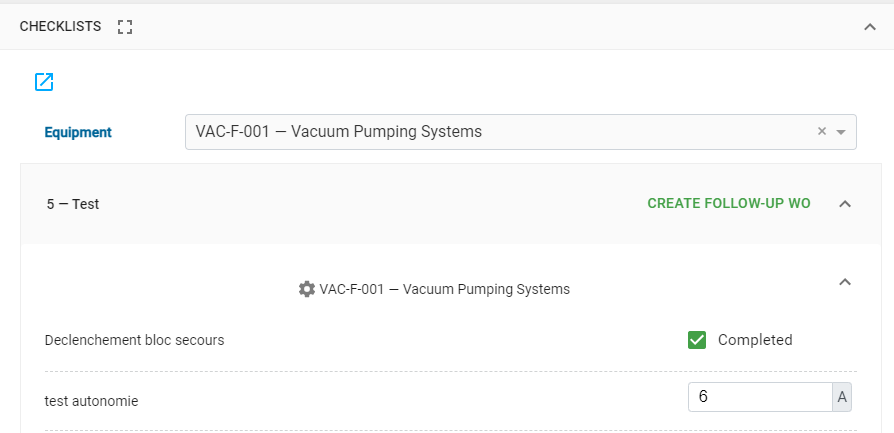 CHECKLISTS
Equipment
VAC-F-001 — Vacuum Pumping Systems
5 — Test
CREATE FOLLOW-UP WO
VAC-F-001 — Vacuum Pumping Systems
Declenchement bloc secours
Completed
test autonomie
6
A